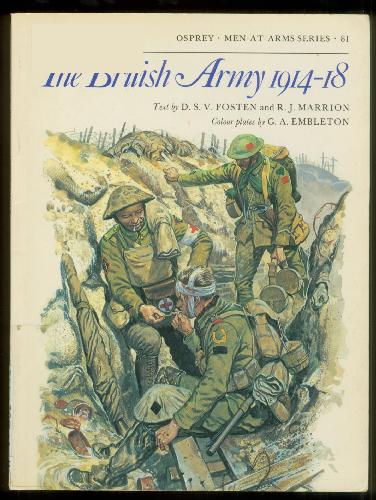 OSPREY · MEN AT ARMS SERIES · 81
The British Army 1914-18
Text by D. S. V. FOSTEN and R. J. MARRION
Colour plates by G. A. EMBLETON